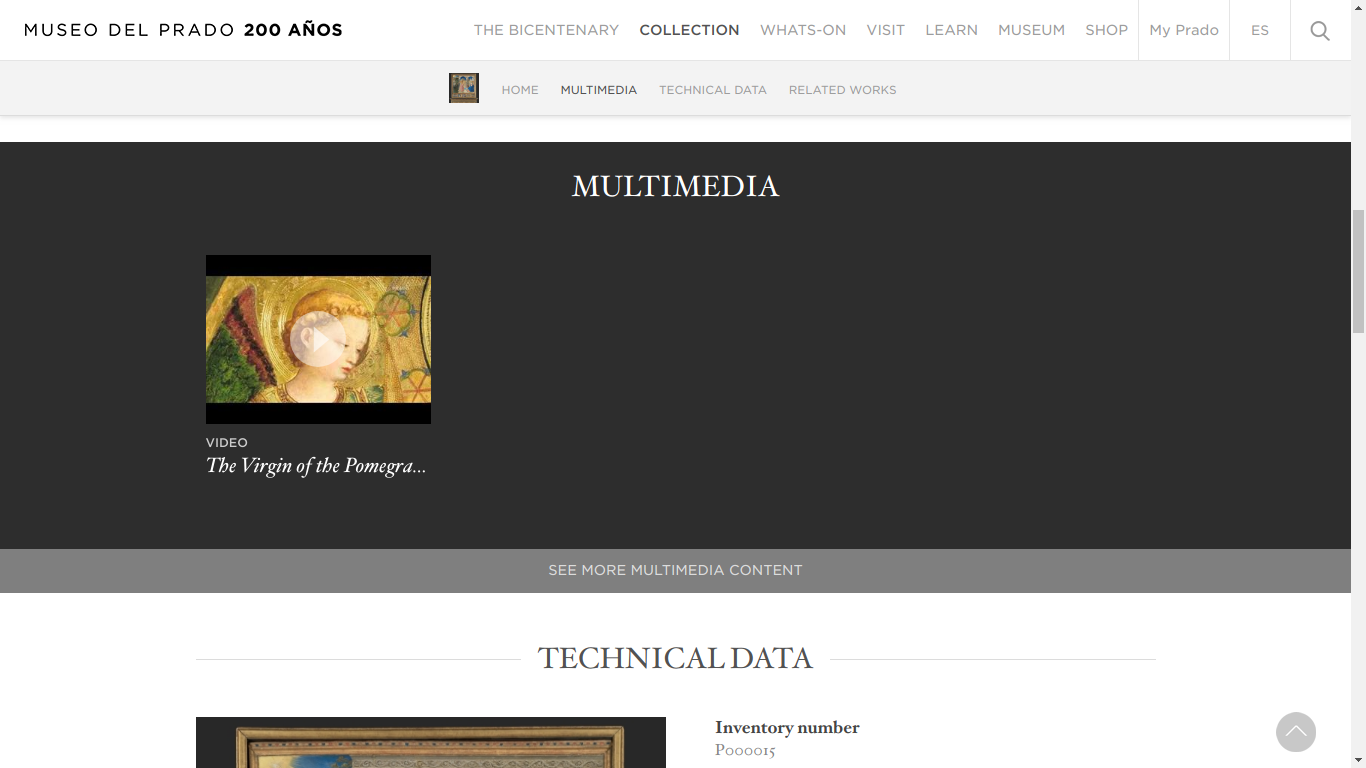 MUSEO DEL PRADO 200 AÑOS
THE BICENTENARY COLLECTION WHATS-ON VISIT LEARN MUSEUM SHOP My Prado ES
HOME MULTIMEDIA TECHNICAL DATA RELATED WORKS
MULTIMEDIA
VIDEO
The Virgin of the Pomegra...
SEE MORE MULTIMEDIA CONTENT
TECHNICAL DATA
Inventory number
P000015